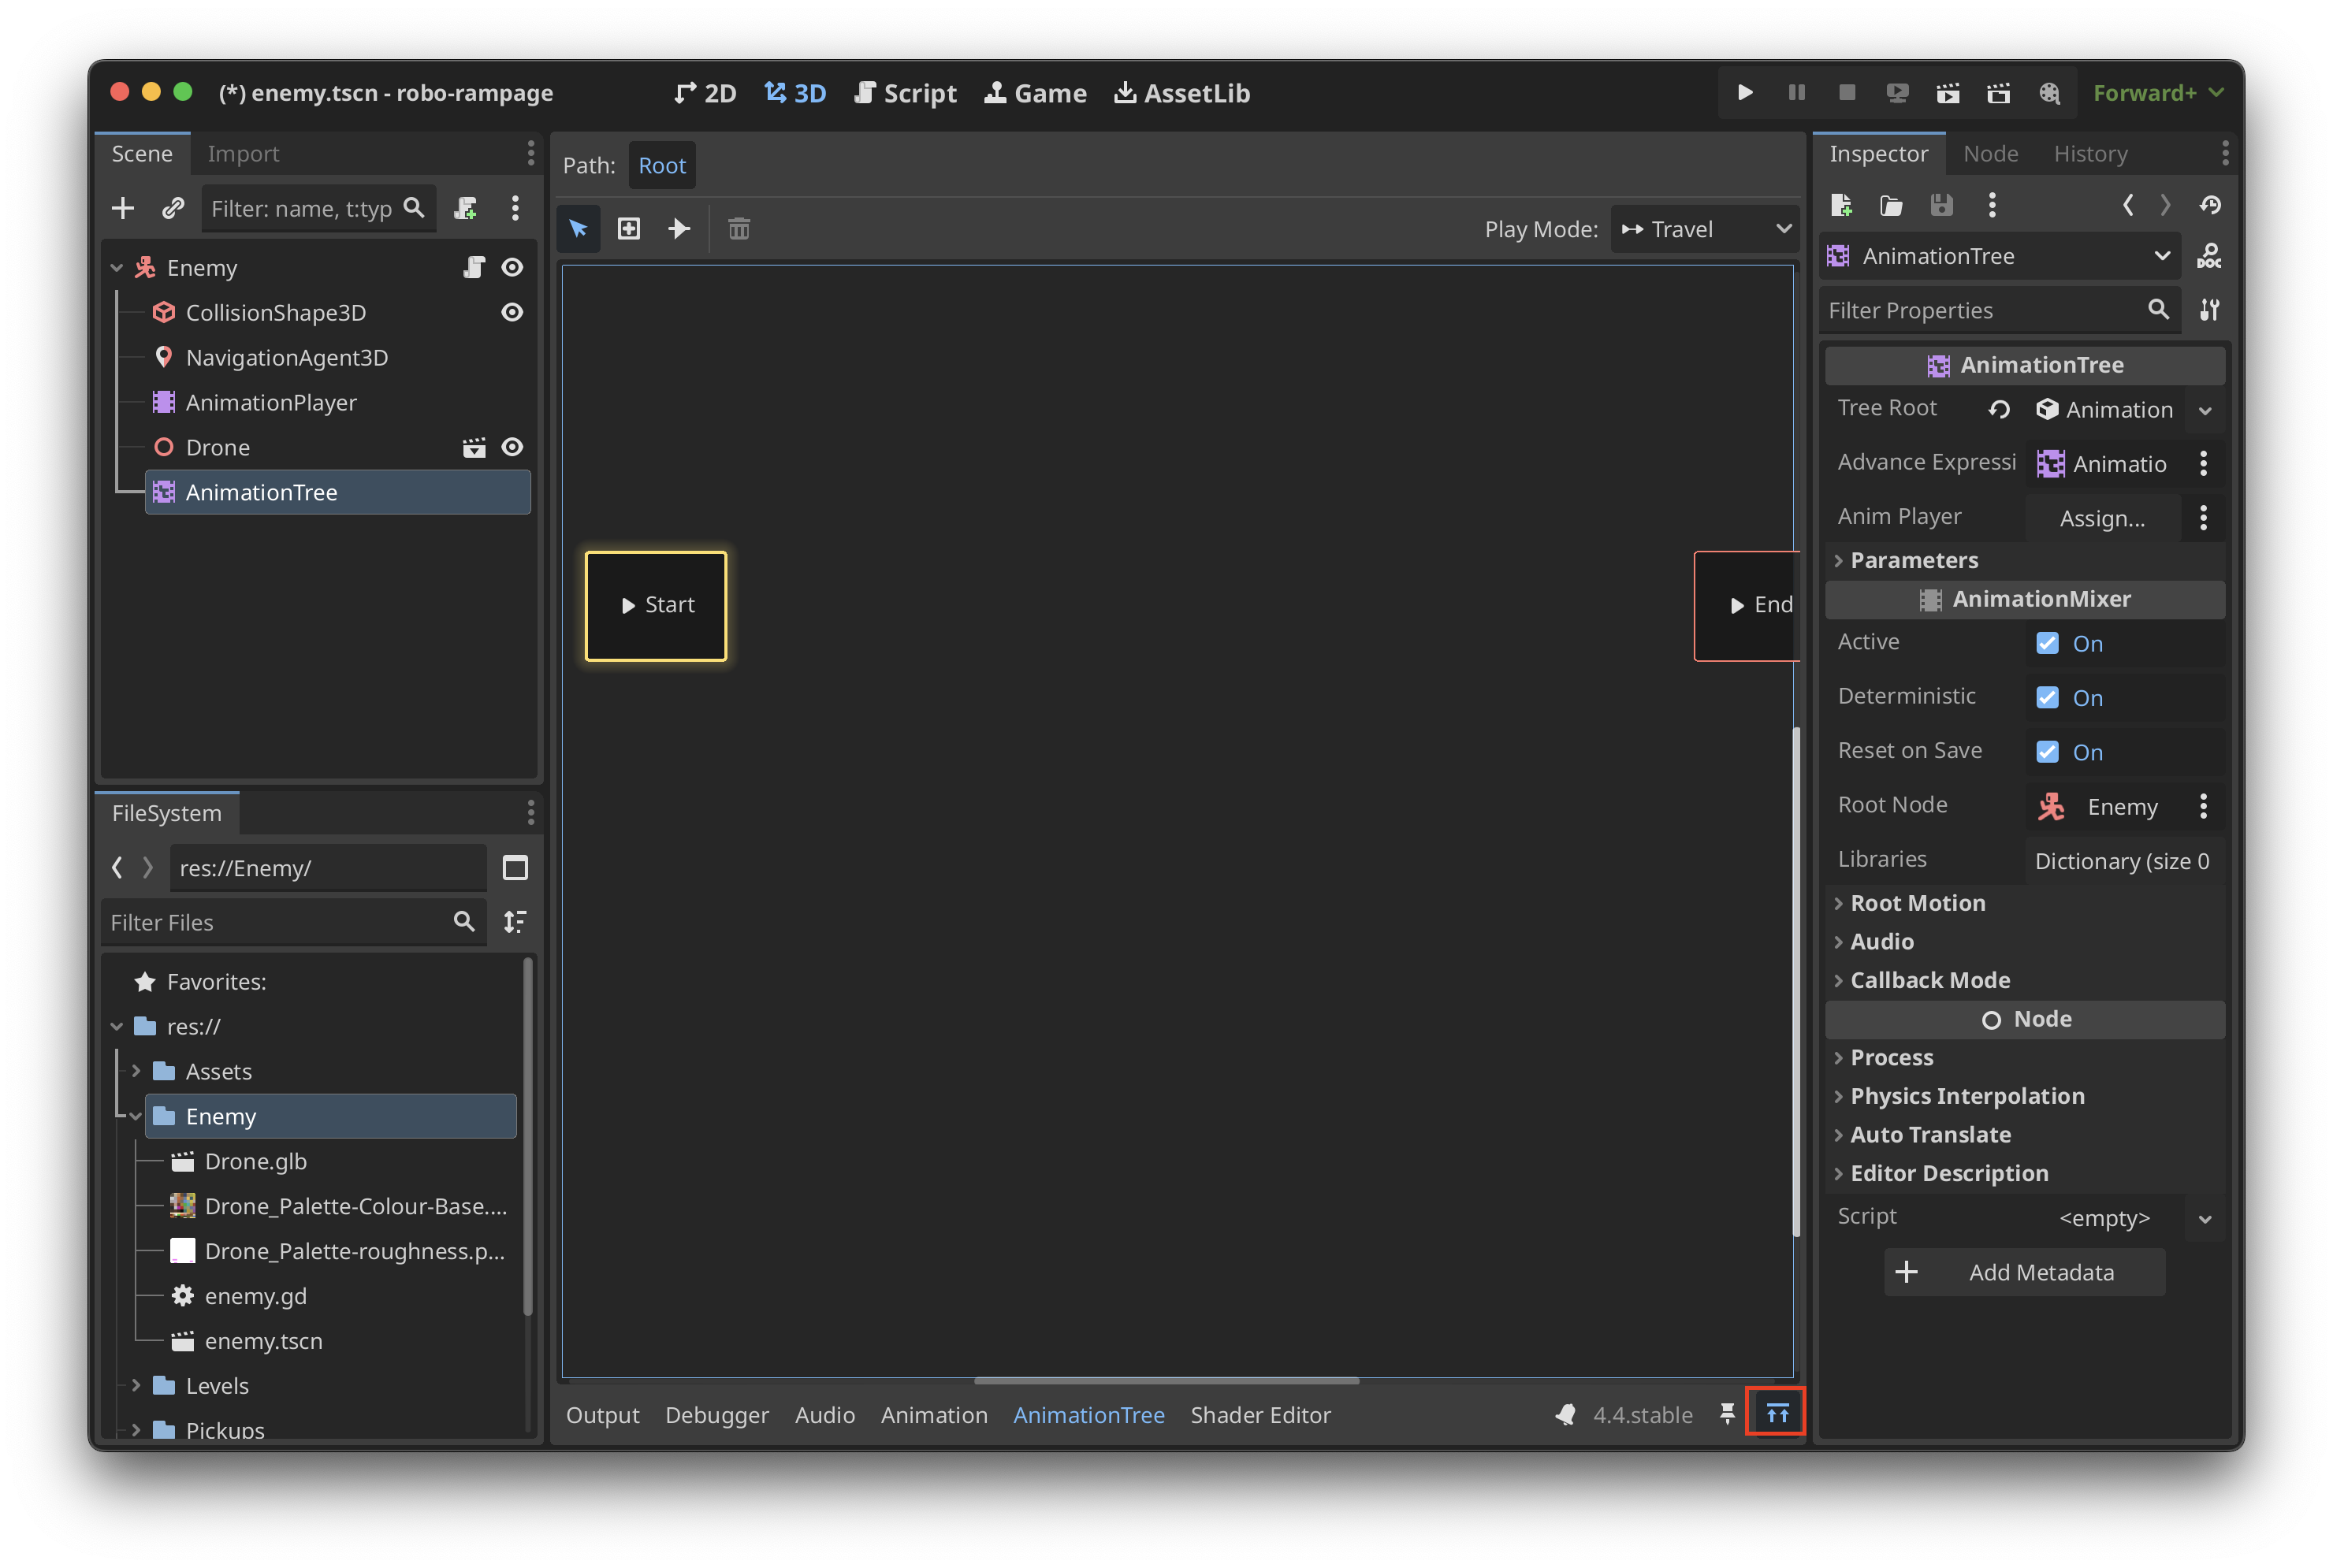 (*) enemy.tscn - robo-rampage
2D
3D
Script
Game
AssetLib
Forward+
Scene
Import
Filter: name, t:typ
Enemy
CollisionShape3D
NavigationAgent3D
AnimationPlayer
Drone
AnimationTree
FileSystem
res://Enemy/
Filter Files
Favorites:
res://
Assets
Enemy
Drone.glb
Drone_Palette-Colour-Base....
Drone_Palette-roughness.p...
enemy.gd
enemy.tscn
Levels
Pickups
Path: Root
Play Mode: Travel
Start
End
Output
Debugger
Audio
Animation
AnimationTree
Shader Editor
4.4.stable
Inspector
Node
History
AnimationTree
DOC
Filter Properties
AnimationTree
Tree Root Animation
Advance Expressi Animatio
Anim Player Assign...
Parameters
AnimationMixer
Active On
Deterministic On
Reset on Save On
Root Node Enemy
Libraries Dictionary (size 0
Root Motion
Audio
Callback Mode
Node
Process
Physics Interpolation
Auto Translate
Editor Description
Script <empty>
Add Metadata